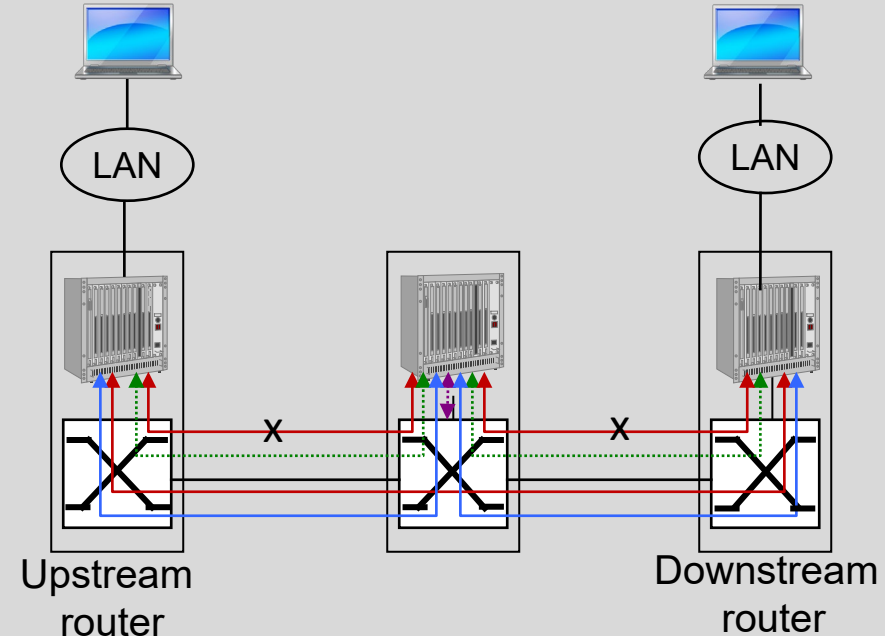 LAN
LAN
x
x
Upstream
router
Downstream
router